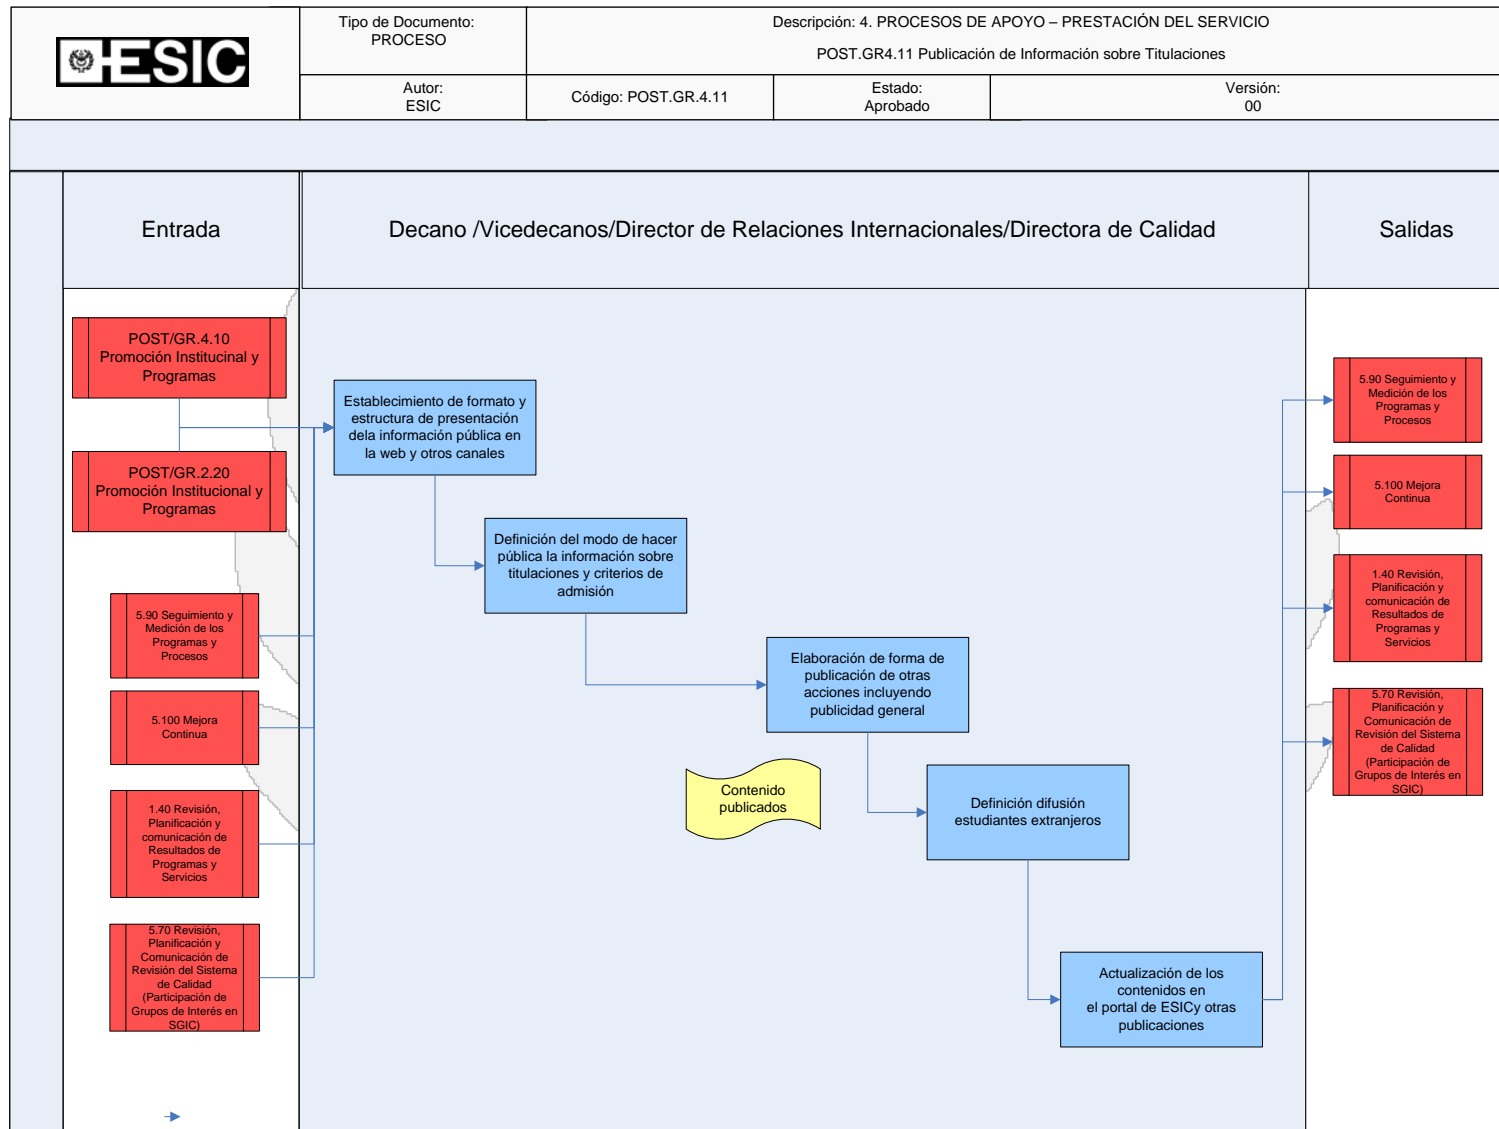 ESIC
Tipo de Documento:
PROCESO
Descripción: 4. PROCESOS DE APOYO – PRESTACIÓN DEL SERVICIO
POST.GR4.11 Publicación de Información sobre Titulaciones
Autor:
ESIC
Código: POST.GR.4.11
Estado:
Aprobado
Versión:
00
Entrada
Decano /Vicedecanos/Director de Relaciones Internacionales/Directora de Calidad
Salidas
POST/GR.4.10
Promoción Institucinal y
Programas
POST/GR.2.20
Promoción Institucional y
Programas
5.90 Seguimiento y
Medición de los
Programas y
Procesos
5.100 Mejora
Continua
1.40 Revisión,
Planificación y
comunicación de
Resultados de
Programas y
Servicios
5.70 Revisión,
Planificación y
Comunicación de
Revisión del Sistema
de Calidad
(Participación de
Grupos de Interés en
SGIC)
Establecimiento de formato y
estructura de presentación
dela información pública en
la web y otros canales
Definición del modo de hacer
pública la información sobre
titulaciones y criterios de
admisión
Elaboración de forma de
publicación de otras
acciones incluyendo
publicidad general
Contenido
publicados
Definición difusión
estudiantes extranjeros
Actualización de los
contenidos en
el portal de ESICy otras
publicaciones
5.90 Seguimiento y
Medición de los
Programas y
Procesos
5.100 Mejora
Continua
1.40 Revisión,
Planificación y
comunicación de
Resultados de
Programas y
Servicios
5.70 Revisión,
Planificación y
Comunicación de
Revisión del Sistema
de Calidad
(Participación de
Grupos de Interés en
SGIC)